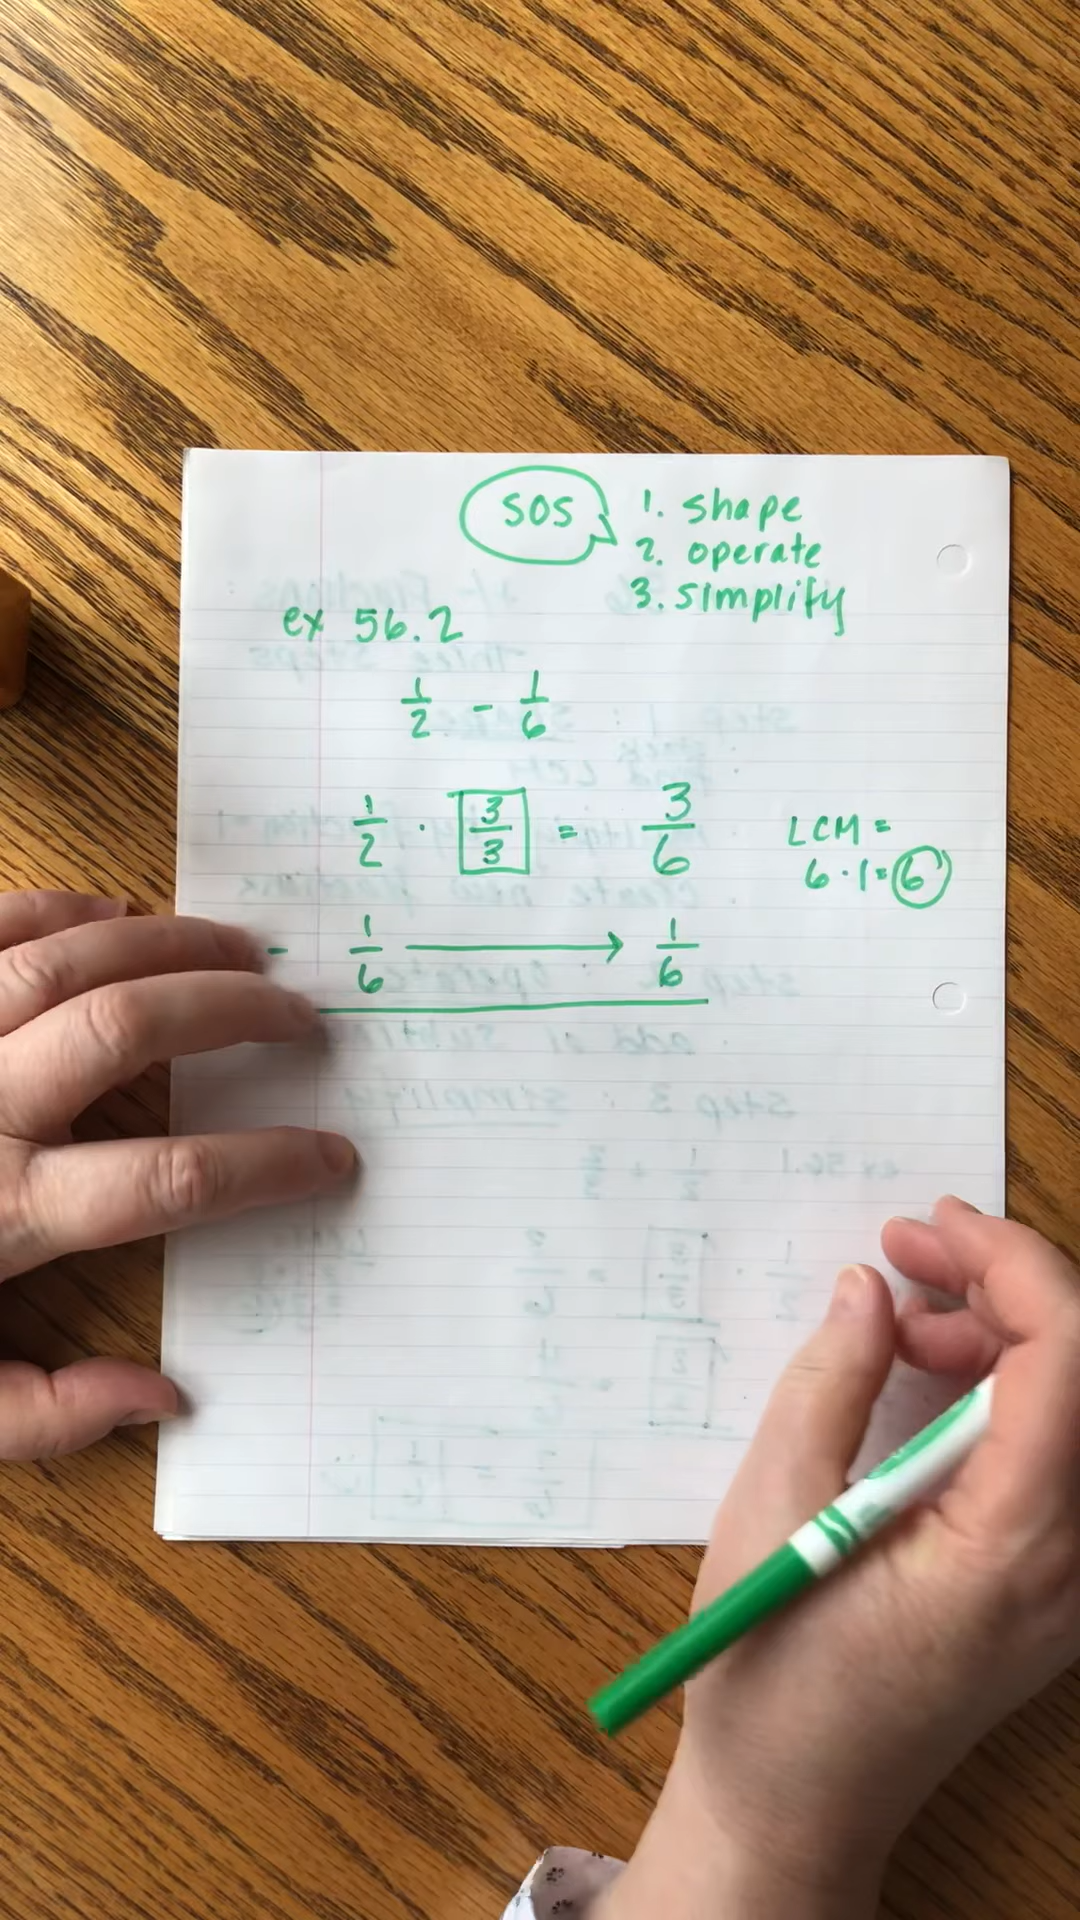 SOS
1. shape
2. operate
3. simplify
ex 56.2
1/2 - 1/6
1/2 · 3/3 = 3/6
LCM =
6·1=6
- 1/6 → 1/6